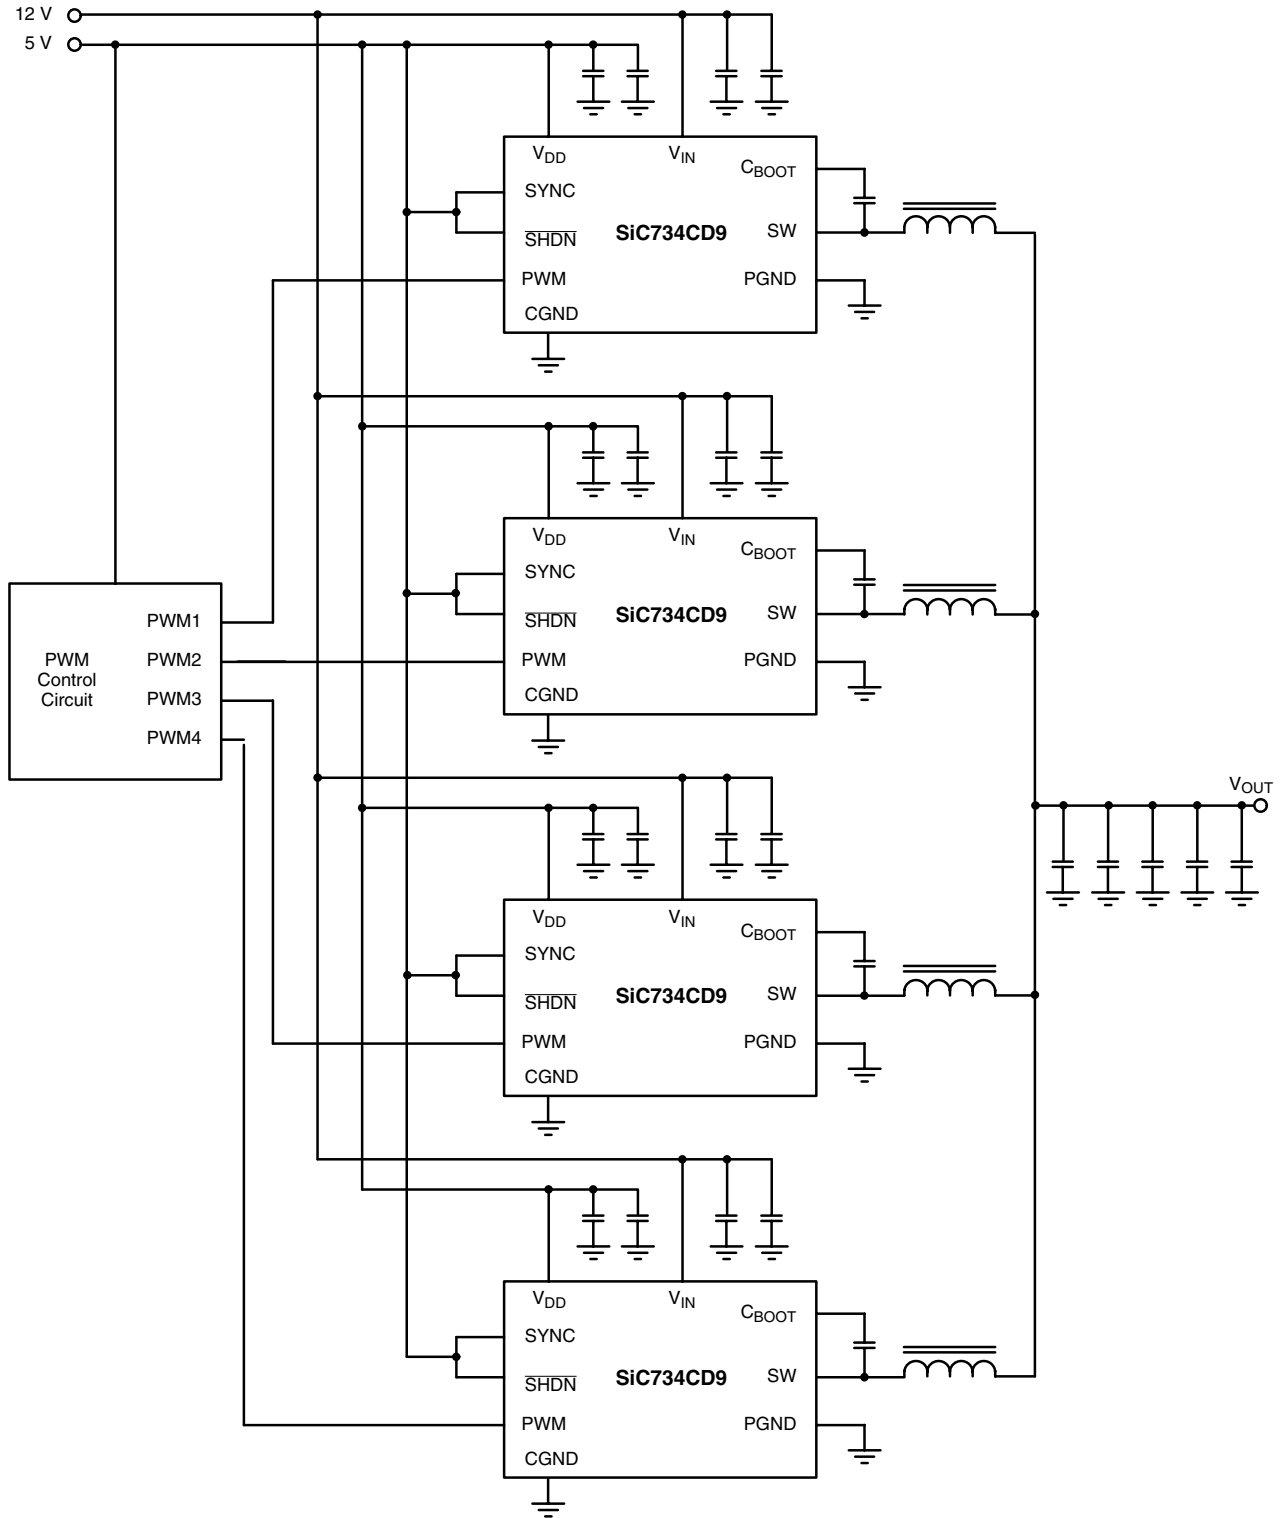 12 V
5 V
VDD
VIN
CBOOT
SYNC
SHDN
SiC734CD9
SW
PWM
PGND
CGND
VDD
VIN
CBOOT
SYNC
SHDN
SiC734CD9
SW
PWM
PGND
CGND
PWM
Control
Circuit
PWM1
PWM2
PWM3
PWM4
VOUT
VDD
VIN
CBOOT
SYNC
SHDN
SiC734CD9
SW
PWM
PGND
CGND
VDD
VIN
CBOOT
SYNC
SHDN
SiC734CD9
SW
PWM
PGND
CGND